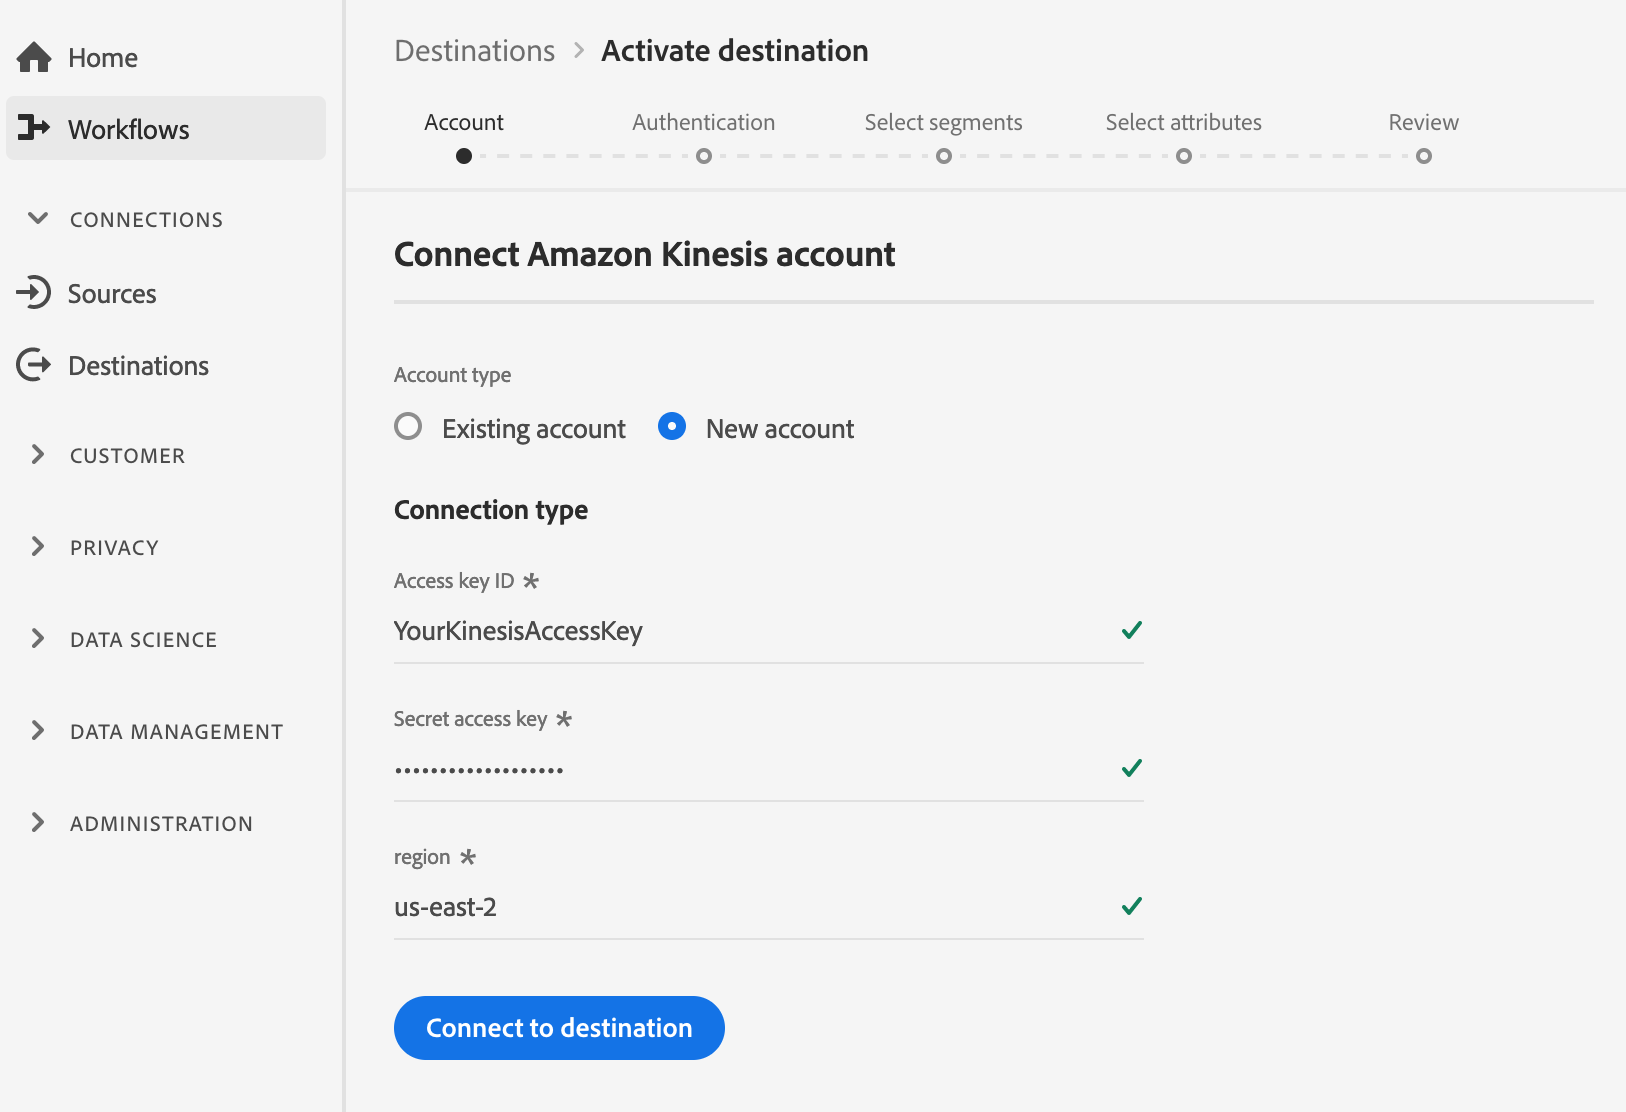 Home
Workflows
CONNECTIONS
Sources
Destinations
CUSTOMER
PRIVACY
DATA SCIENCE
DATA MANAGEMENT
ADMINISTRATION
Destinations > Activate destination
Account Authentication Select segments Select attributes Review
Connect Amazon Kinesis account
Account type
Existing account New account
Connection type
Access key ID *
YourKinesisAccessKey
Secret access key *
•••••••••••••••••••
region *
us-east-2
Connect to destination